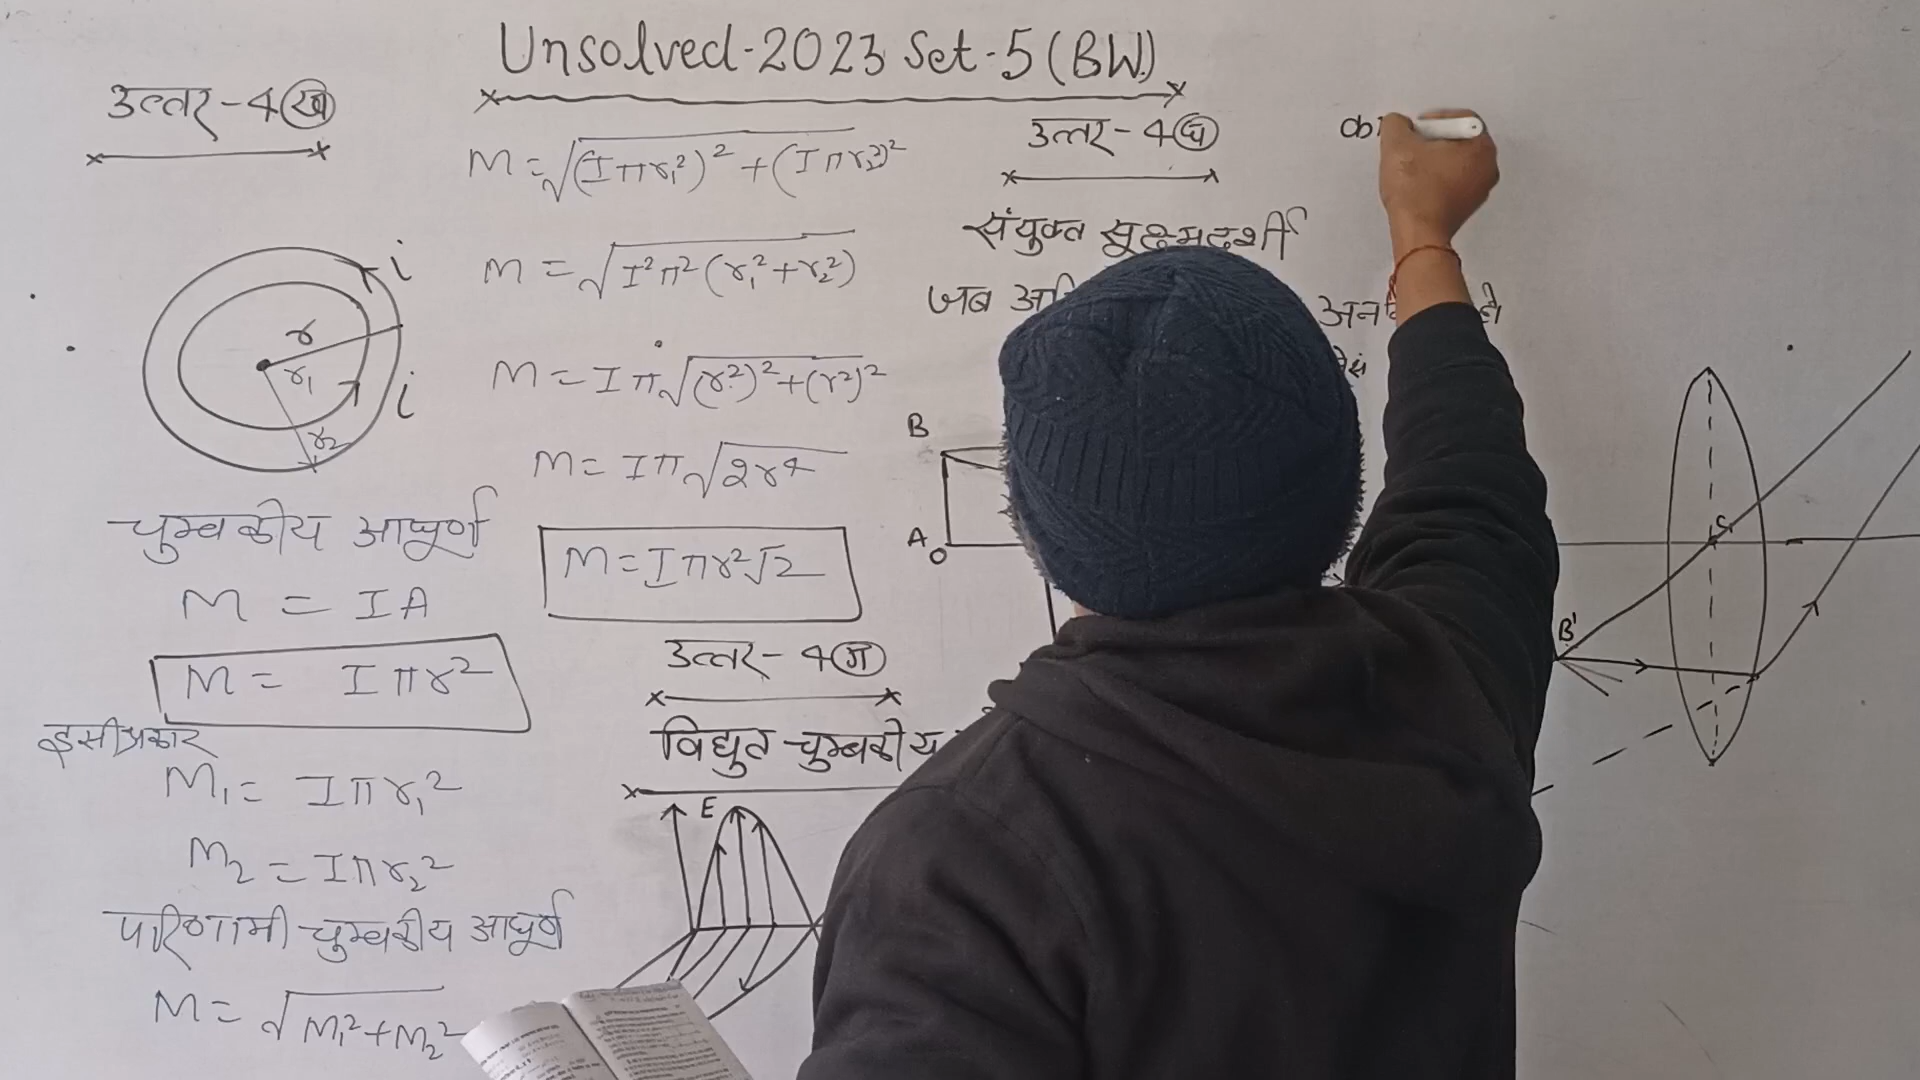 Unsolved-2023 Set-5 (BW)
उत्तर-4 ख
i
r
r₁
i
r₂
चुम्बकीय आघूर्ण
M = IA
M = Iπr²
इसीप्रकार
M₁ = Iπr₁²
M₂ = Iπr₂²
परिणामी चुम्बकीय आघूर्ण
M = √M₁²+M₂²
M = √(Iπr₁²)² + (Iπr₂²)²
M = √I²π² (r₁²+r₂²)
M = Iπ√(r²)²+(r²)²
M = Iπ√2r⁴
M = Iπr²√2
उत्तर-4 ग
विद्युत चुम्बकीय
E
उत्तर-4 घ
संयुक्त सूक्ष्मदर्शी
जब
B
A
O
B'